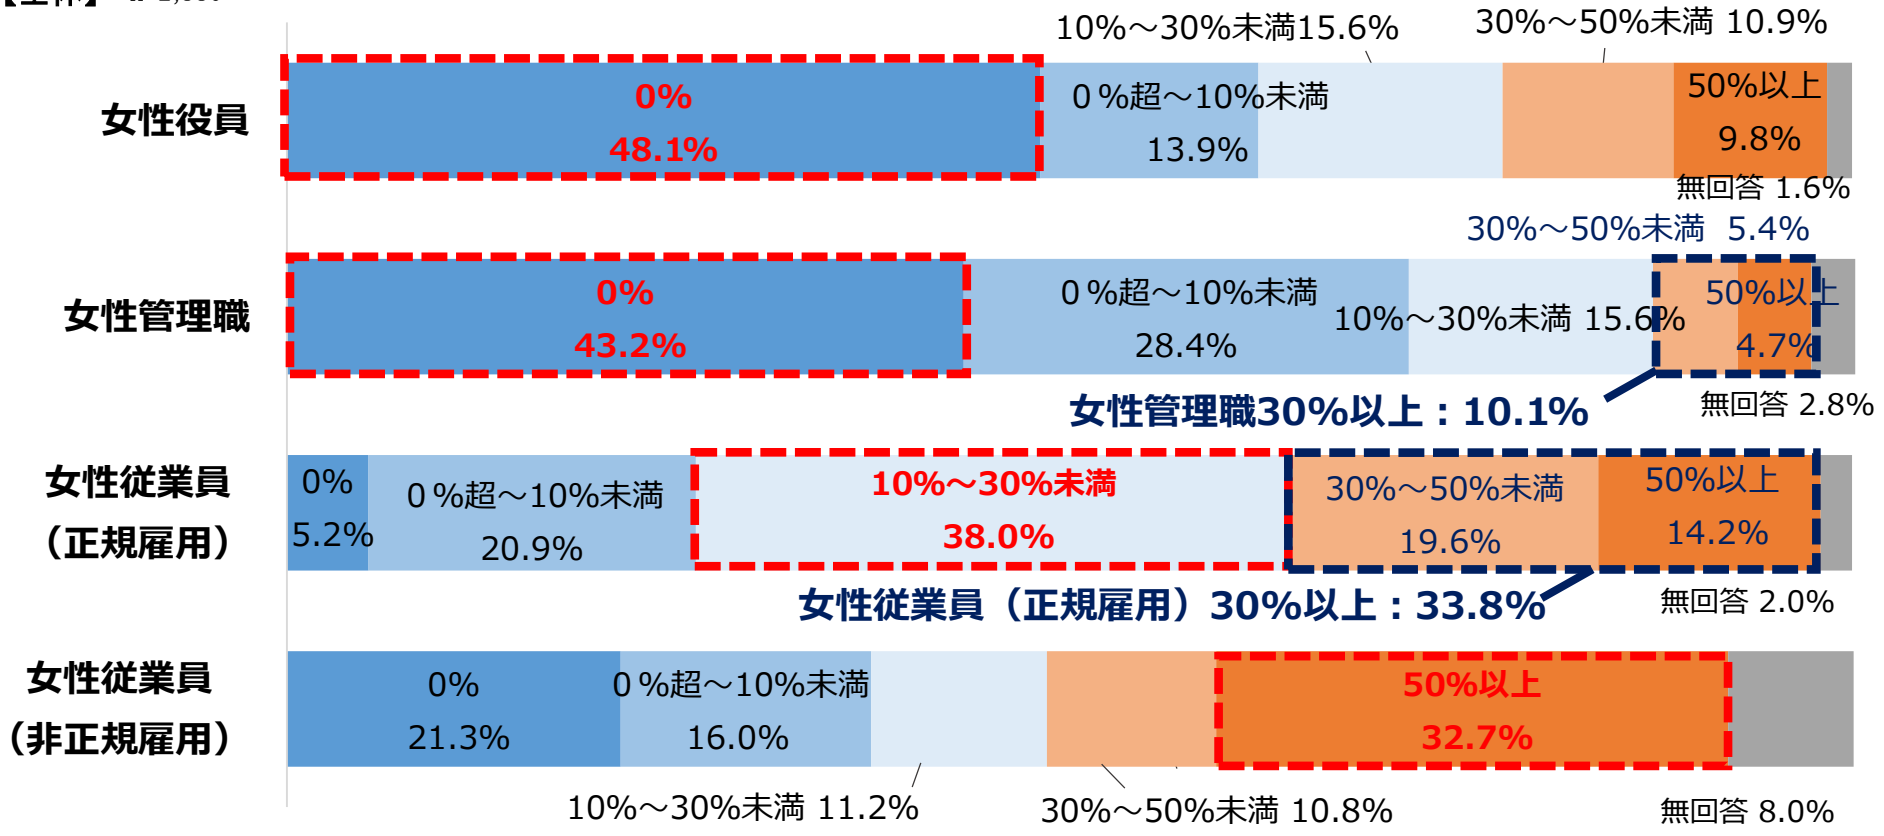 10%～30%未満15.6%
30%～50%未満 10.9%
女性役員
0%
48.1%
0％超～10%未満
13.9%
50%以上
9.8%
無回答 1.6%
30%～50%未満 5.4%
女性管理職
0%
43.2%
0％超～10%未満
28.4%
10%～30%未満 15.6%
50%以上
4.7%
女性管理職30%以上：10.1%
無回答 2.8%
女性従業員
（正規雇用）
0%
5.2%
0％超～10%未満
20.9%
10%～30%未満
38.0%
30%～50%未満
19.6%
50%以上
14.2%
女性従業員（正規雇用）30%以上：33.8%
無回答 2.0%
女性従業員
（非正規雇用）
0%
21.3%
0％超～10%未満
16.0%
50%以上
32.7%
10%～30%未満 11.2%
30%～50%未満 10.8%
無回答 8.0%